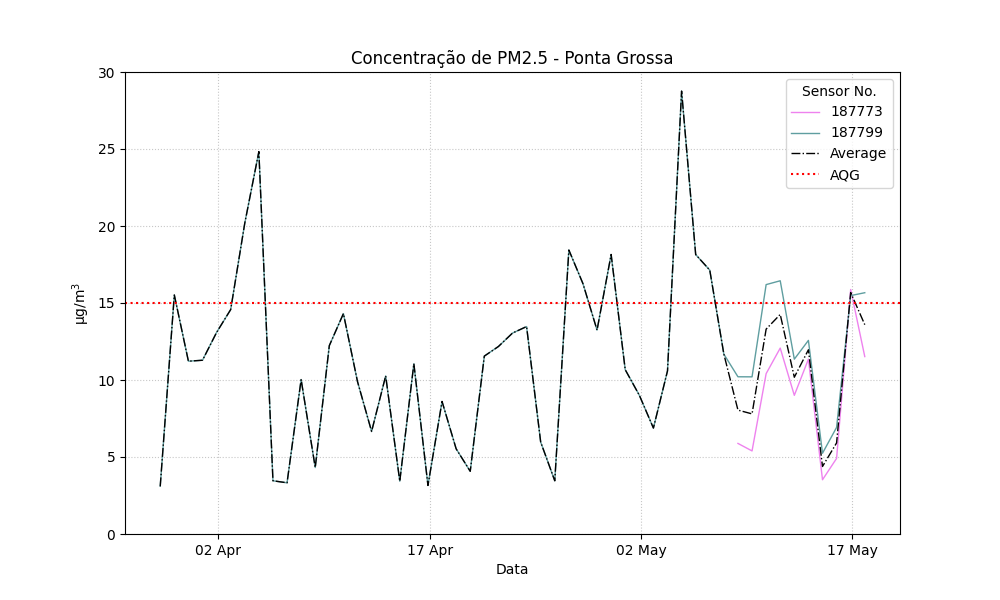 Concentração de PM2.5 - Ponta Grossa
30
25
20
15
10
5
0
µg/m³
02 Apr
17 Apr
02 May
17 May
Data
Sensor No.
187773
187799
Average
AQG